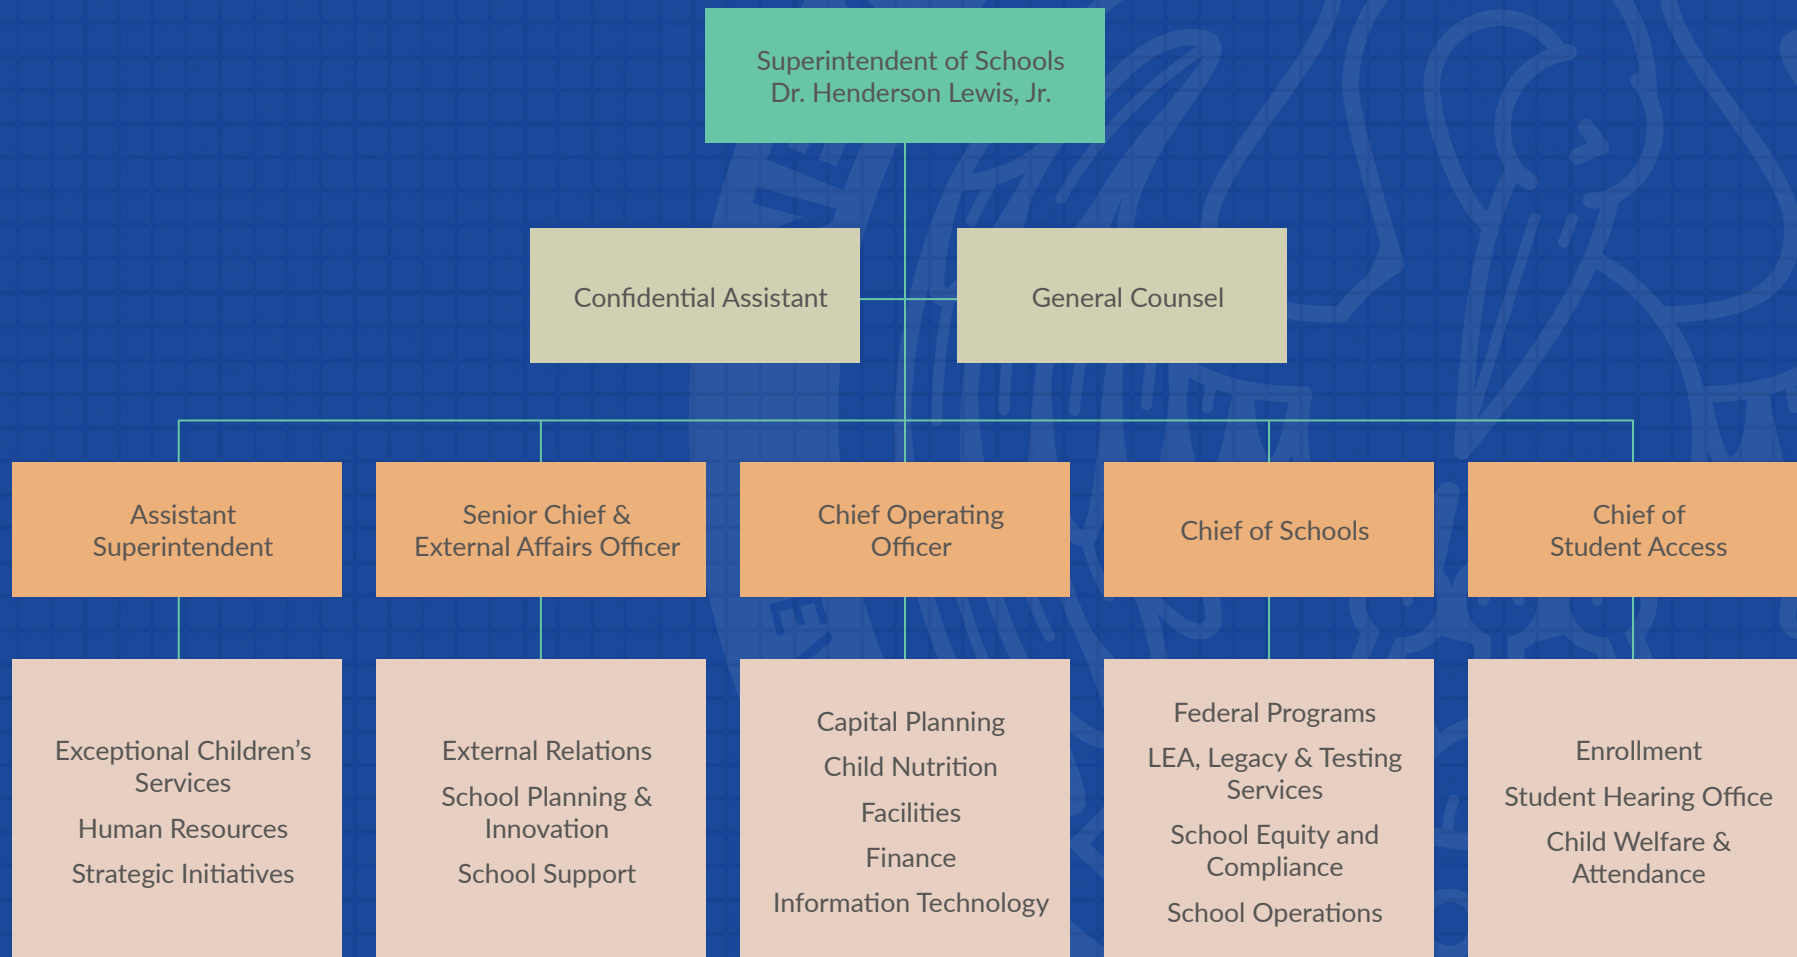 Superintendent of Schools
Dr. Henderson Lewis, Jr.
Confidential Assistant
General Counsel
Assistant
Superintendent
Senior Chief &
External Affairs Officer
Chief Operating
Officer
Chief of Schools
Chief of
Student Access
Exceptional Children’s
Services
Human Resources
Strategic Initiatives
External Relations
School Planning &
Innovation
School Support
Capital Planning
Child Nutrition
Facilities
Finance
Information Technology
Federal Programs
LEA, Legacy & Testing
Services
School Equity and
Compliance
School Operations
Enrollment
Student Hearing Office
Child Welfare &
Attendance